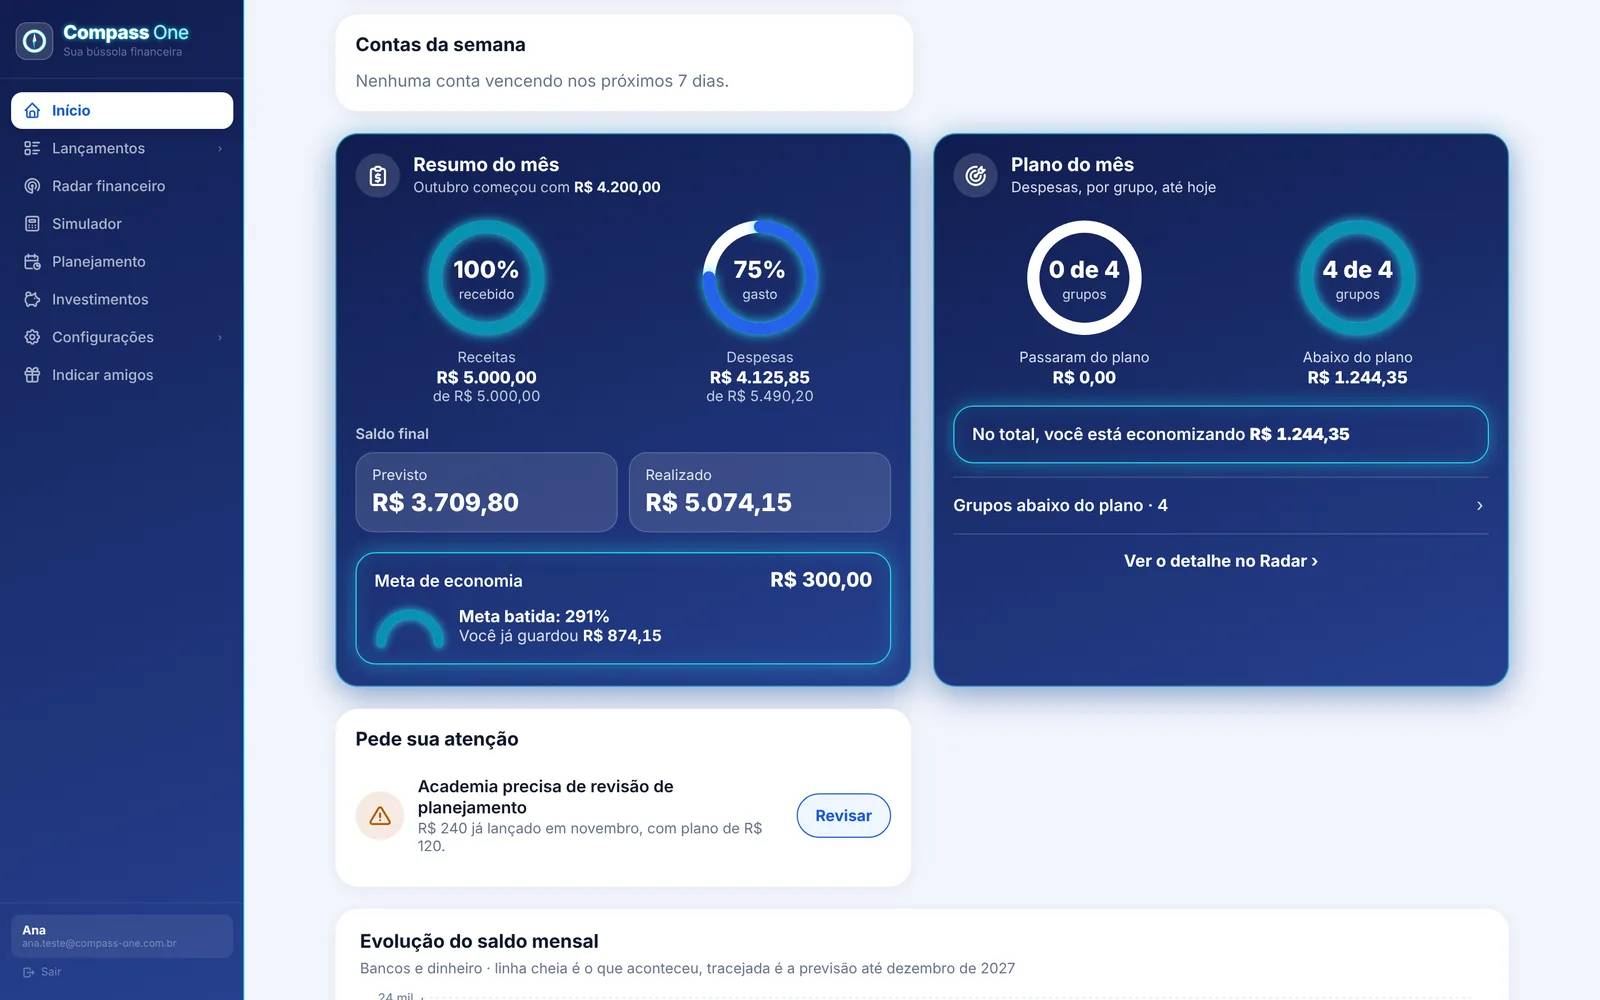 Compass One
Sua bússola financeira
Início
Lançamentos
Radar financeiro
Simulador
Planejamento
Investimentos
Configurações
Indicar amigos
Ana
ana.teste@compass-one.com.br
Sair
Contas da semana
Nenhuma conta vencendo nos próximos 7 dias.
Resumo do mês
Outubro começou com R$ 4.200,00
100%
recebido
75%
gasto
Receitas
R$ 5.000,00
de R$ 5.000,00
Despesas
R$ 4.125,85
de R$ 5.490,20
Saldo final
Previsto
R$ 3.709,80
Realizado
R$ 5.074,15
Meta de economia
R$ 300,00
Meta batida: 291%
Você já guardou R$ 874,15
Plano do mês
Despesas, por grupo, até hoje
0 de 4
grupos
4 de 4
grupos
Passaram do plano
R$ 0,00
Abaixo do plano
R$ 1.244,35
No total, você está economizando R$ 1.244,35
Grupos abaixo do plano · 4
Ver o detalhe no Radar ›
Pede sua atenção
Academia precisa de revisão de
planejamento
R$ 240 já lançado em novembro, com plano de R$
120.
Revisar
Evolução do saldo mensal
Bancos e dinheiro · linha cheia é o que aconteceu, tracejada é a previsão até dezembro de 2027
24 mil